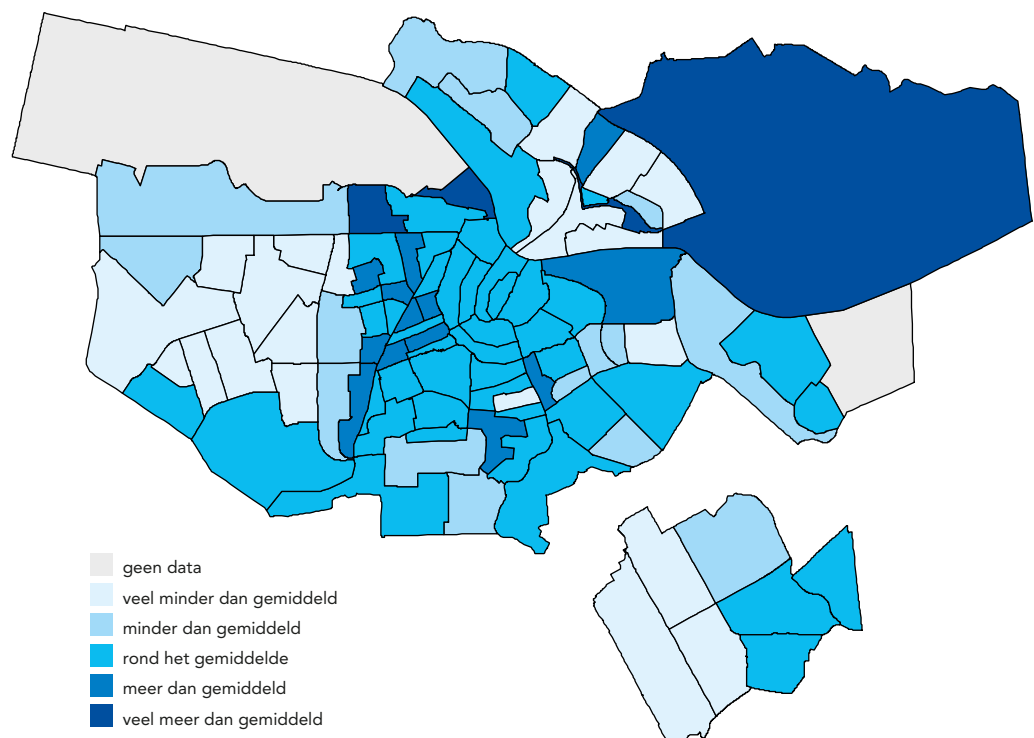 geen data
veel minder dan gemiddeld
minder dan gemiddeld
rond het gemiddelde
meer dan gemiddeld
veel meer dan gemiddeld